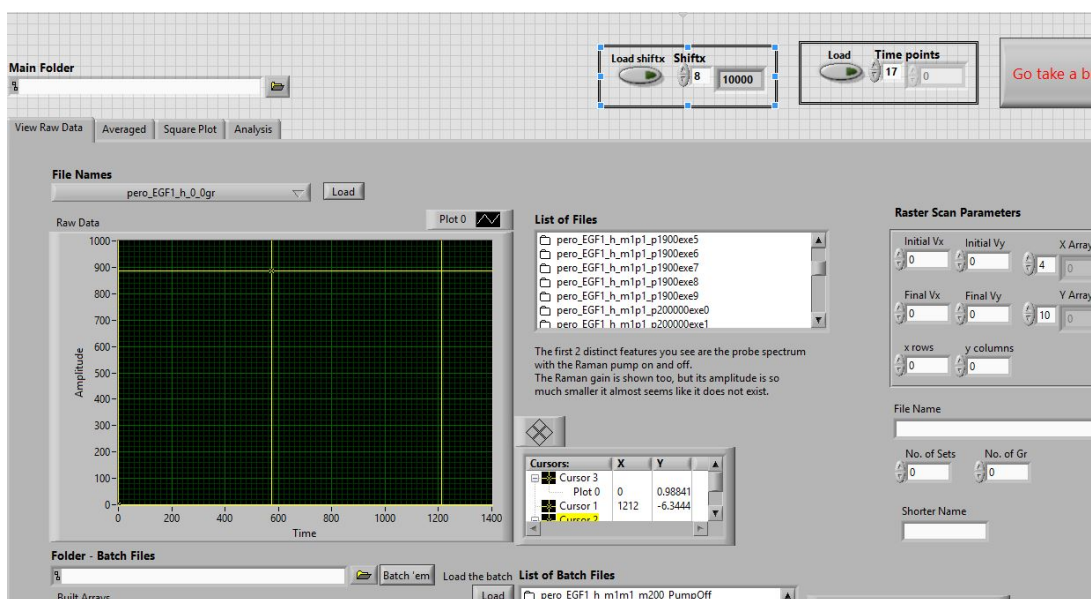 Main Folder
Load shiftx Shiftx
8 10000
Load Time points
17 0
Go take a b
View Raw Data Averaged Square Plot Analysis
File Names
pero_EGF1_h_0_0gr Load
Raw Data Plot 0
1000
900
800
700
600
500
400
300
200
100
0
Amplitude
0 200 400 600 800 1000 1200 1400
Time
List of Files
pero_EGF1_h_m1p1_p1900exe5
pero_EGF1_h_m1p1_p1900exe6
pero_EGF1_h_m1p1_p1900exe7
pero_EGF1_h_m1p1_p1900exe8
pero_EGF1_h_m1p1_p1900exe9
pero_EGF1_h_m1p1_p200000exe0
pero_EGF1_h_m1p1_p200000exe1
The first 2 distinct features you see are the probe spectrum
with the Raman pump on and off.
The Raman gain is shown too, but its amplitude is so
much smaller it almost seems like it does not exist.
Cursors: X Y
Cursor 3
Plot 0 0 0.98841
Cursor 1 1212 -6.3444
Cursor 2
Raster Scan Parameters
Initial Vx Initial Vy X Array
0 0 4 0
Final Vx Final Vy Y Array
0 0 10 0
x rows y columns
0 0
File Name
No. of Sets No. of Gr
0 0
Shorter Name
Folder - Batch Files
Batch 'em Load the batch List of Batch Files
Built Arrays Load pero_EGF1_h_m1m1_m200_PumpOff